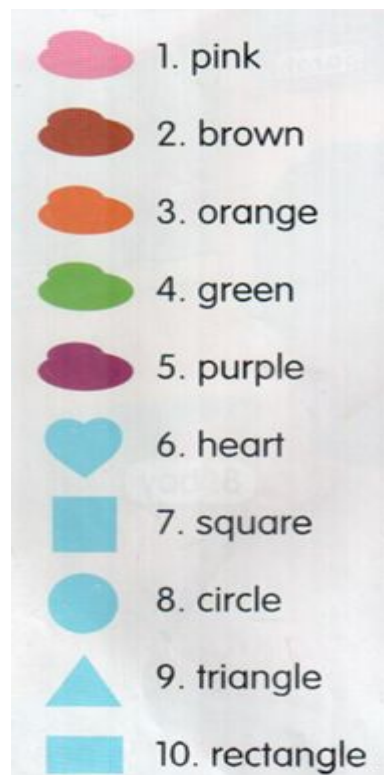 1. pink
2. brown
3. orange
4. green
5. purple
6. heart
7. square
8. circle
9. triangle
10. rectangle